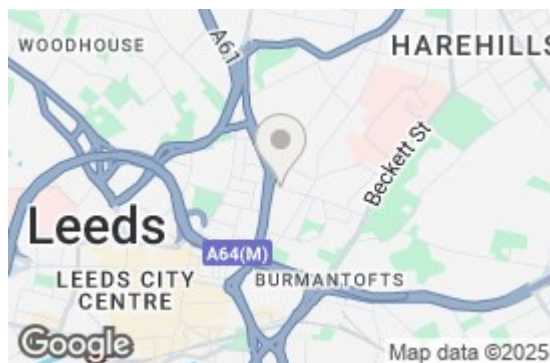 WOODHOUSE
A61
HAREHILLS
Beckett St
Leeds
A64(M)
LEEDS CITY
CENTRE
BURMANTOFTS
Google
Map data ©2025